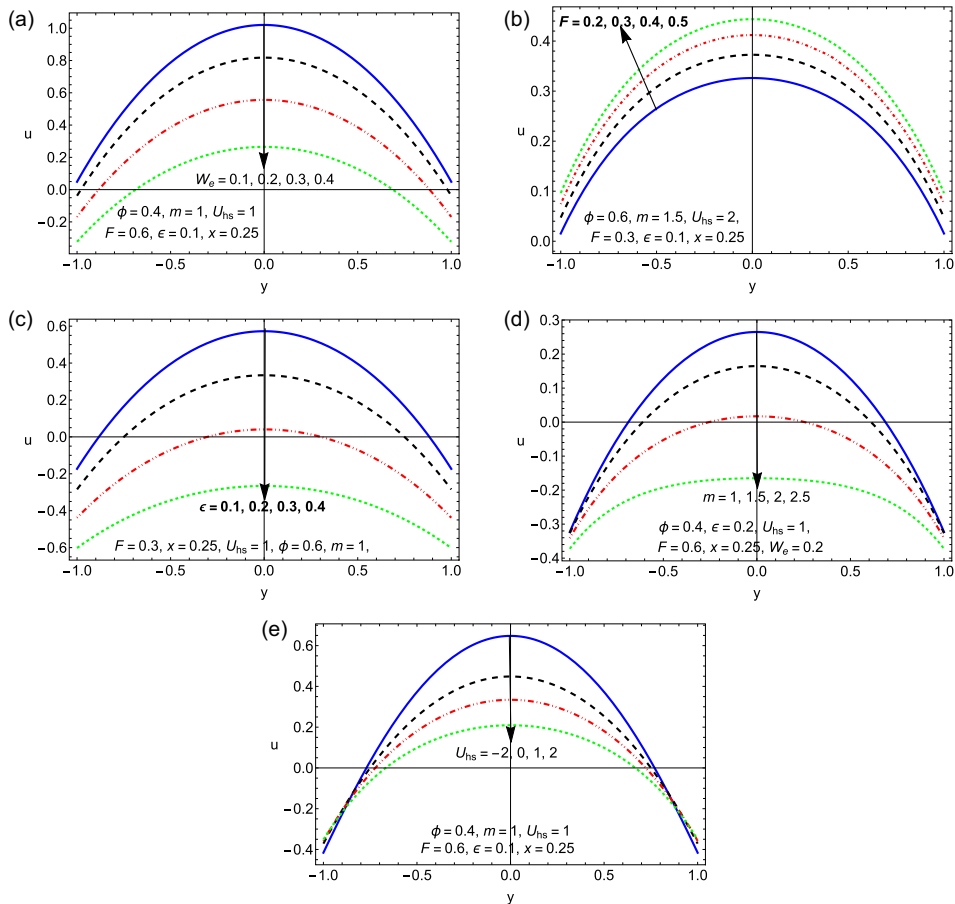 (a)
1.0
0.8
0.6
0.4
0.2
0.0
−0.2
u
We = 0.1, 0.2, 0.3, 0.4
ϕ = 0.4, m = 1, Uhs = 1
F = 0.6, ϵ = 0.1, x = 0.25
−1.0 −0.5 0.0 0.5 1.0
y
(b)
0.4
0.3
0.2
0.1
0.0
u
F = 0.2, 0.3, 0.4, 0.5
ϕ = 0.6, m = 1.5, Uhs = 2,
F = 0.3, ϵ = 0.1, x = 0.25
−1.0 −0.5 0.0 0.5 1.0
y
(c)
0.6
0.4
0.2
0.0
−0.2
−0.4
−0.6
u
ϵ = 0.1, 0.2, 0.3, 0.4
F = 0.3, x = 0.25, Uhs = 1, ϕ = 0.6, m = 1,
−1.0 −0.5 0.0 0.5 1.0
y
(d)
0.3
0.2
0.1
0.0
−0.1
−0.2
−0.3
−0.4
u
m = 1, 1.5, 2, 2.5
ϕ = 0.4, ϵ = 0.2, Uhs = 1,
F = 0.6, x = 0.25, We = 0.2
−1.0 −0.5 0.0 0.5 1.0
y
(e)
0.6
0.4
0.2
0.0
−0.2
−0.4
u
Uhs = −2, 0, 1, 2
ϕ = 0.4, m = 1, Uhs = 1
F = 0.6, ϵ = 0.1, x = 0.25
−1.0 −0.5 0.0 0.5 1.0
y